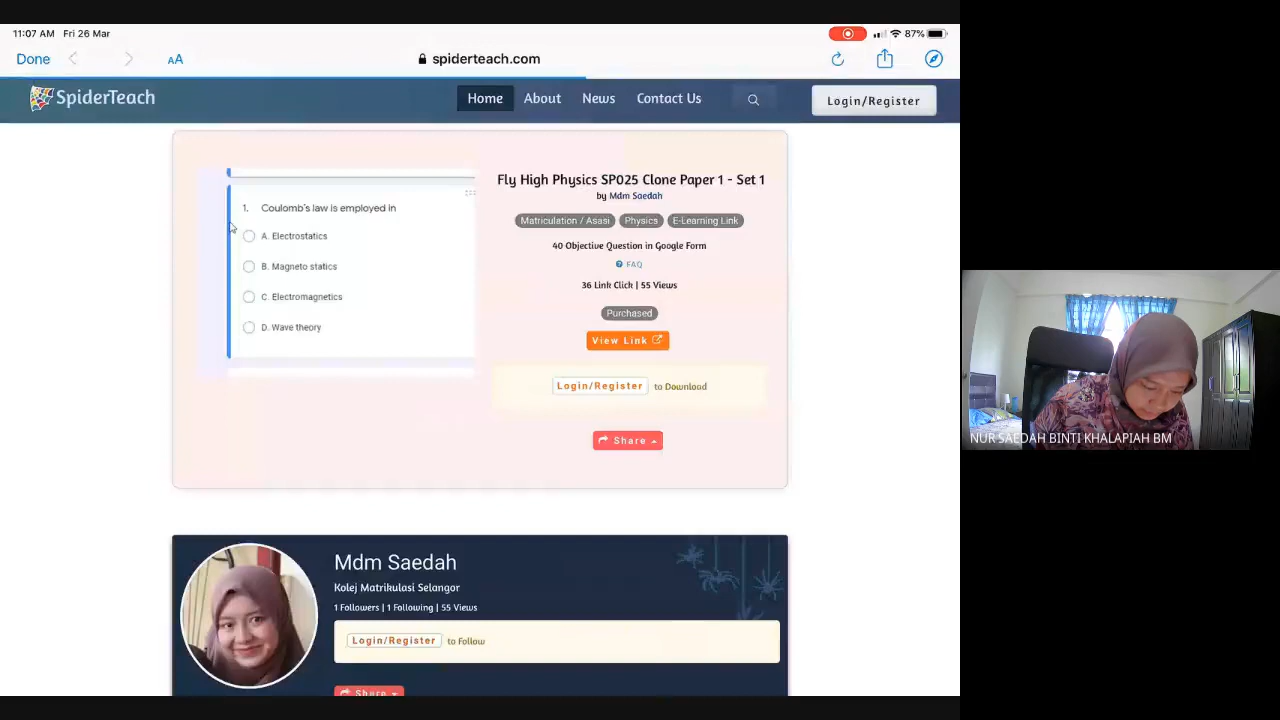 11:07 AM Fri 26 Mar
87%
Done
AA
spiderteach.com
SpiderTeach
Home
About
News
Contact Us
Login/Register
1. Coulomb's law is employed in
A. Electrostatics
B. Magneto statics
C. Electromagnetics
D. Wave theory
Fly High Physics SP025 Clone Paper 1 - Set 1
by Mdm Saedah
Matriculation / Asasi
Physics
E-Learning Link
40 Objective Question in Google Form
FAQ
36 Link Click | 55 Views
Purchased
View Link
Login/Register to Download
Share
NUR SAEDAH BINTI KHALAPIAH BM
Mdm Saedah
Kolej Matrikulasi Selangor
1 Followers | 1 Following | 55 Views
Login/Register to Follow
Share